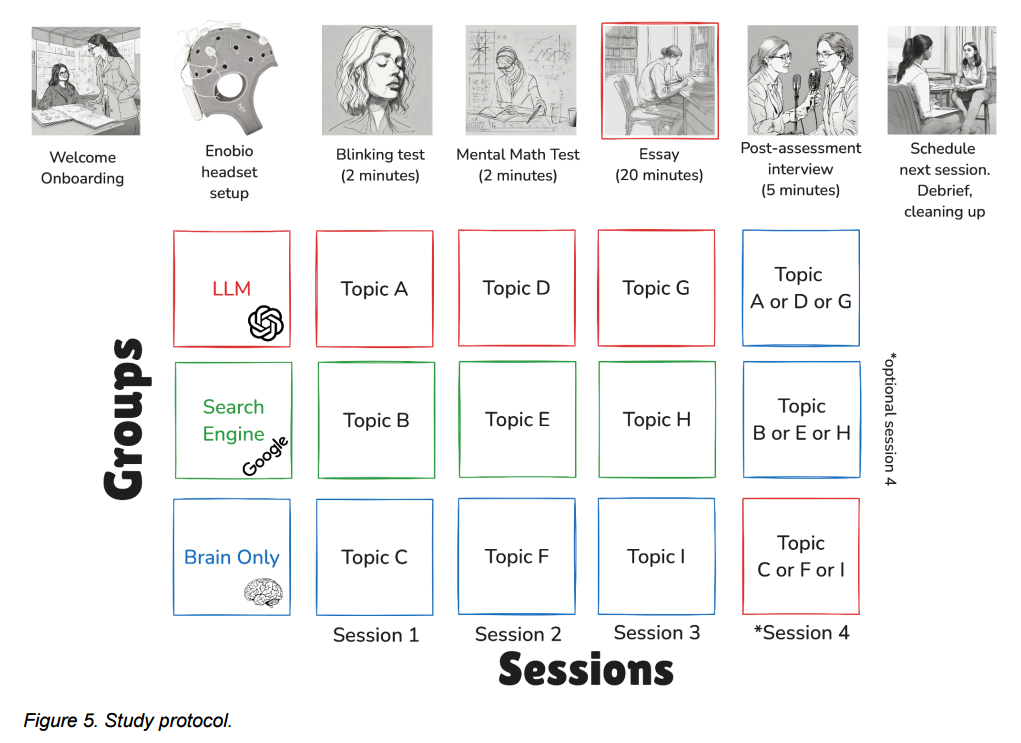 Welcome
Onboarding
Enobio
headset
setup
Blinking test
(2 minutes)
Mental Math Test
(2 minutes)
Essay
(20 minutes)
Post-assessment
interview
(5 minutes)
Schedule
next session.
Debrief,
cleaning up
Groups
LLM
Topic A
Topic D
Topic G
Topic
A or D or G
Search
Engine
Google
Topic B
Topic E
Topic H
Topic
B or E or H
*optional session 4
Brain Only
Topic C
Topic F
Topic I
Topic
C or F or I
Session 1
Session 2
Session 3
*Session 4
Sessions
Figure 5. Study protocol.